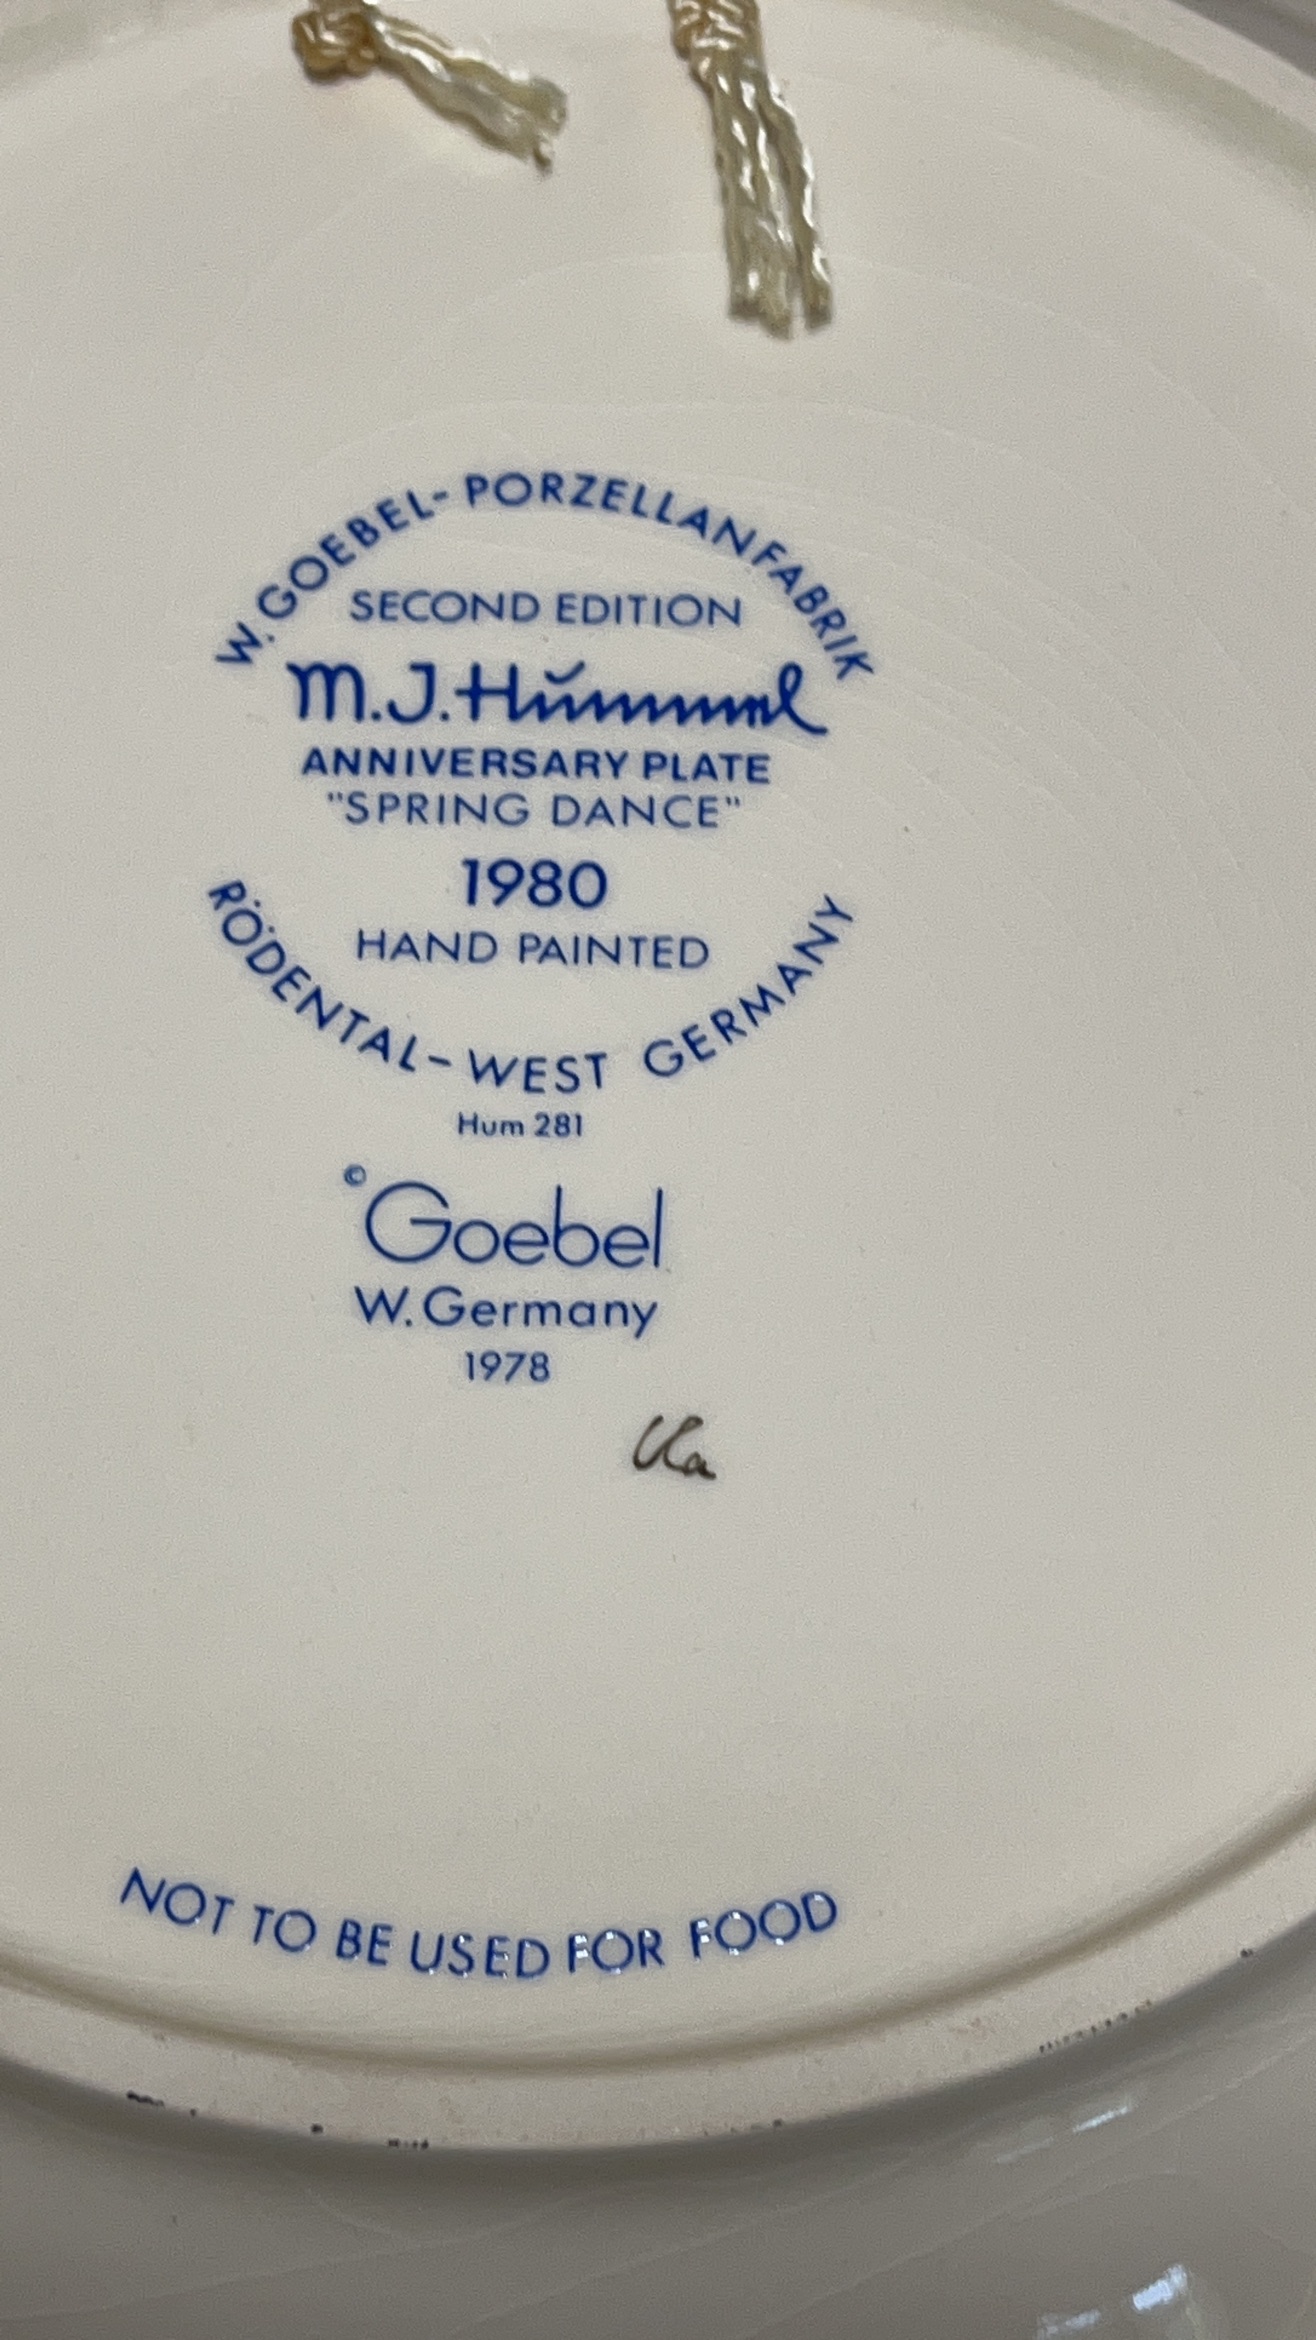 W. GOEBEL - PORZELLANFABRIK
SECOND EDITION
M.J. Hummel
ANNIVERSARY PLATE
"SPRING DANCE"
1980
HAND PAINTED
RÖDENTAL - WEST GERMANY
Hum 281
© Goebel
W. Germany
1978
NOT TO BE USED FOR FOOD